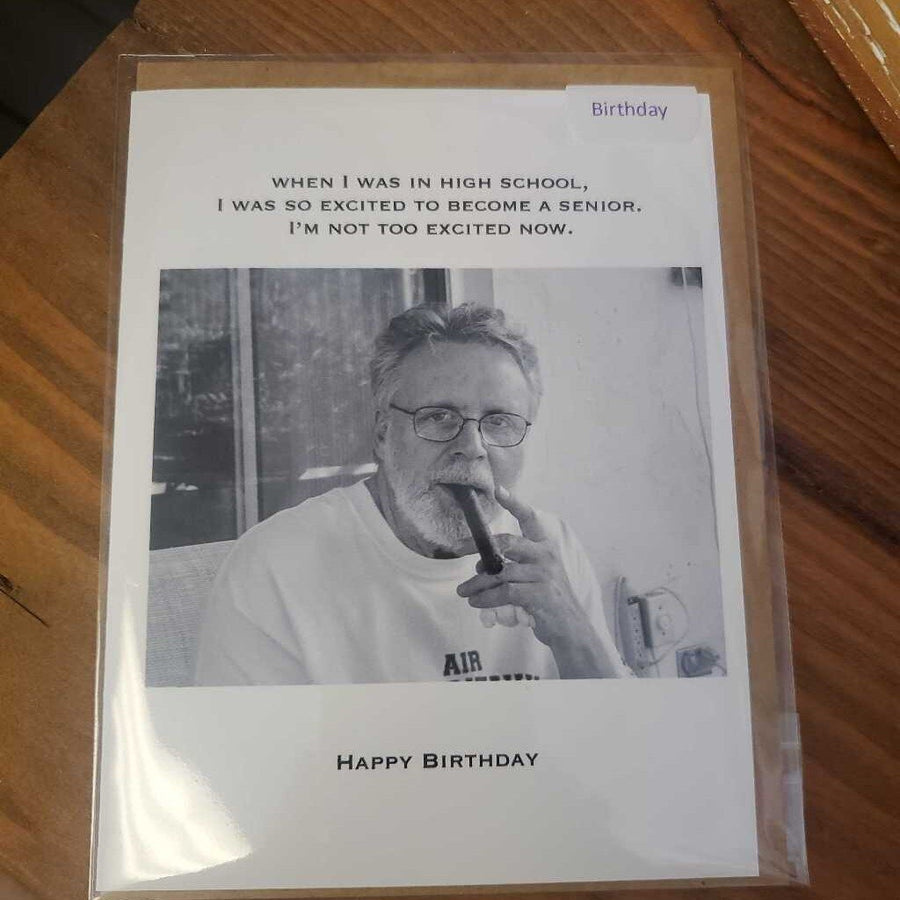 Birthday
WHEN I WAS IN HIGH SCHOOL,
I WAS SO EXCITED TO BECOME A SENIOR.
I'M NOT TOO EXCITED NOW.
AIR
HAPPY BIRTHDAY